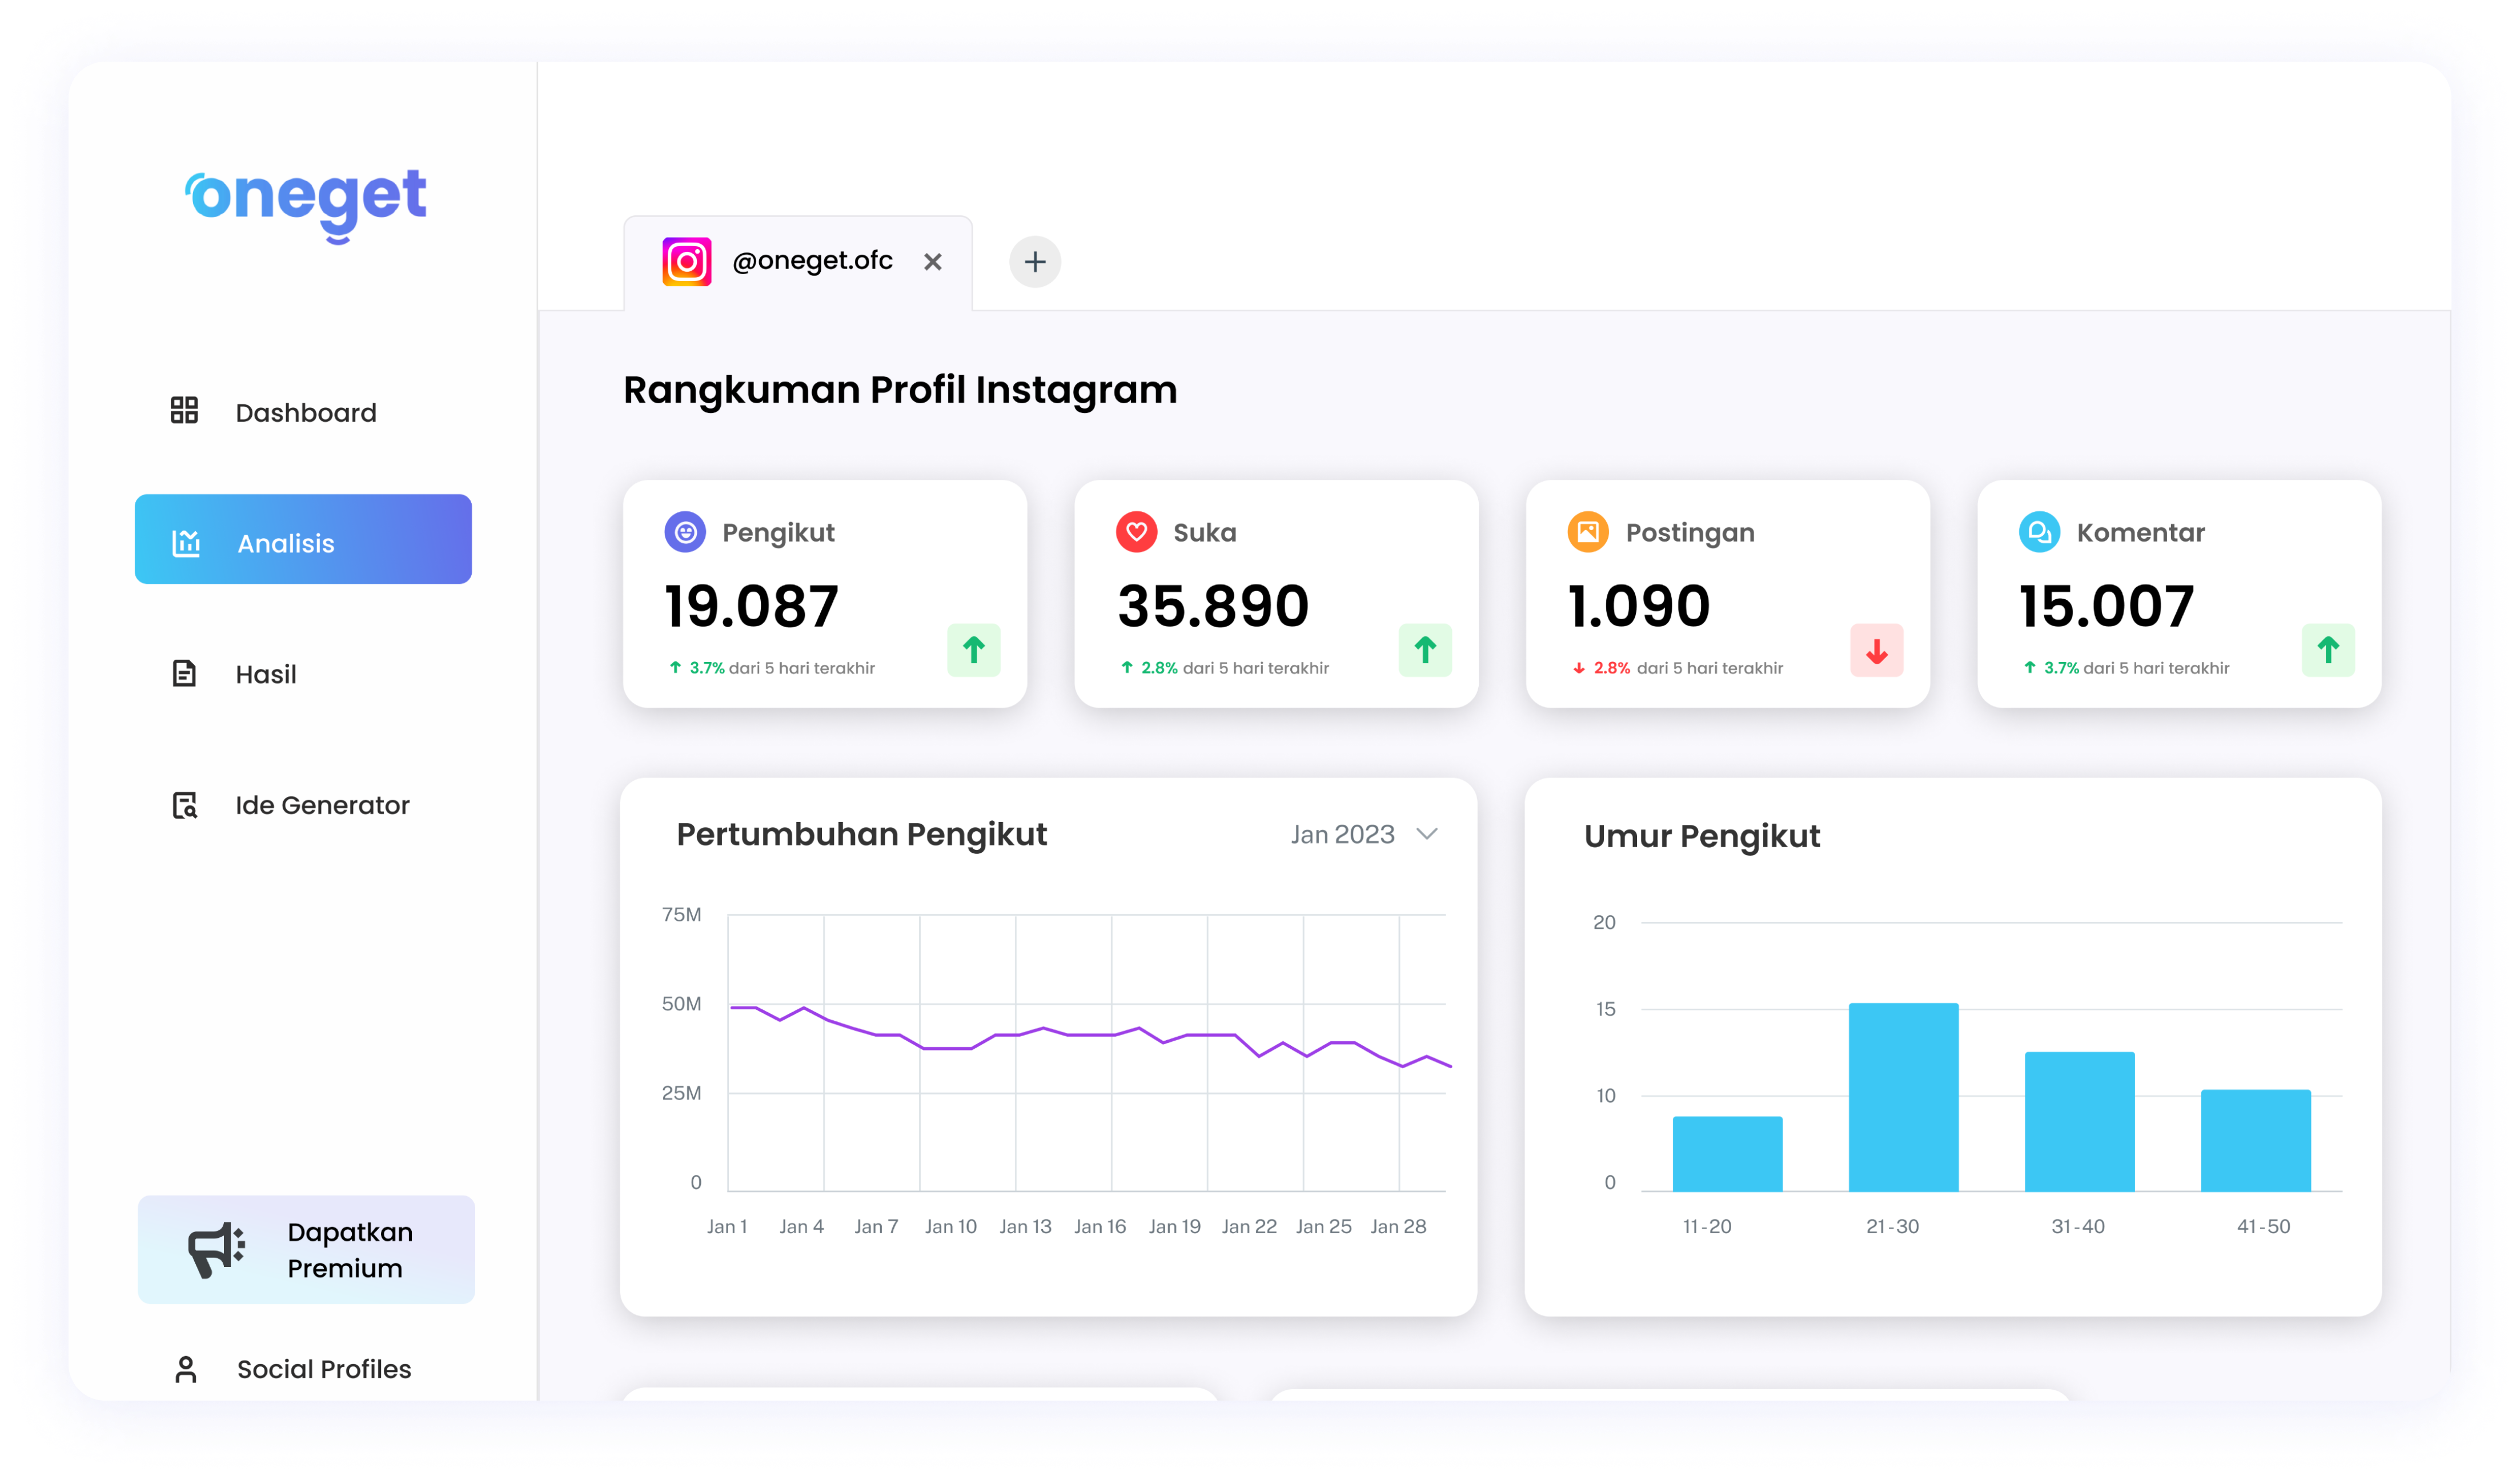 oneget
@oneget.ofc
Dashboard
Analisis
Hasil
Ide Generator
Dapatkan
Premium
Social Profiles
Rangkuman Profil Instagram
Pengikut
19.087
3.7% dari 5 hari terakhir
Suka
35.890
2.8% dari 5 hari terakhir
Postingan
1.090
2.8% dari 5 hari terakhir
Komentar
15.007
3.7% dari 5 hari terakhir
Pertumbuhan Pengikut
Jan 2023
75M
50M
25M
0
Jan 1 Jan 4 Jan 7 Jan 10 Jan 13 Jan 16 Jan 19 Jan 22 Jan 25 Jan 28
Umur Pengikut
20
15
10
0
11-20 21-30 31-40 41-50